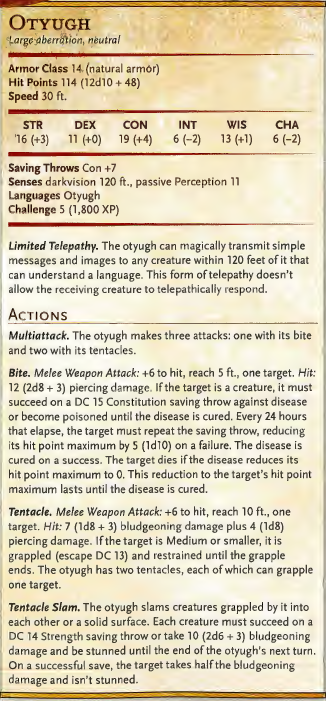 OTYUGH
Large aberration, neutral
Armor Class 14 (natural armor)
Hit Points 114 (12d10 + 48)
Speed 30 ft.
STR DEX CON INT WIS CHA
16 (+3) 11 (+0) 19 (+4) 6 (−2) 13 (+1) 6 (−2)
Saving Throws Con +7
Senses darkvision 120 ft., passive Perception 11
Languages Otyugh
Challenge 5 (1,800 XP)
Limited Telepathy. The otyugh can magically transmit simple
messages and images to any creature within 120 feet of it that
can understand a language. This form of telepathy doesn't
allow the receiving creature to telepathically respond.
ACTIONS
Multiattack. The otyugh makes three attacks: one with its bite
and two with its tentacles.
Bite. Melee Weapon Attack: +6 to hit, reach 5 ft., one target. Hit:
12 (2d8 + 3) piercing damage. If the target is a creature, it must
succeed on a DC 15 Constitution saving throw against disease
or become poisoned until the disease is cured. Every 24 hours
that elapse, the target must repeat the saving throw, reducing
its hit point maximum by 5 (1d10) on a failure. The disease is
cured on a success. The target dies if the disease reduces its
hit point maximum to 0. This reduction to the target's hit point
maximum lasts until the disease is cured.
Tentacle. Melee Weapon Attack: +6 to hit, reach 10 ft., one
target. Hit: 7 (1d8 + 3) bludgeoning damage plus 4 (1d8)
piercing damage. If the target is Medium or smaller, it is
grappled (escape DC 13) and restrained until the grapple
ends. The otyugh has two tentacles, each of which can grapple
one target.
Tentacle Slam. The otyugh slams creatures grappled by it into
each other or a solid surface. Each creature must succeed on a
DC 14 Strength saving throw or take 10 (2d6 + 3) bludgeoning
damage and be stunned until the end of the otyugh's next turn.
On a successful save, the target takes half the bludgeoning
damage and isn't stunned.